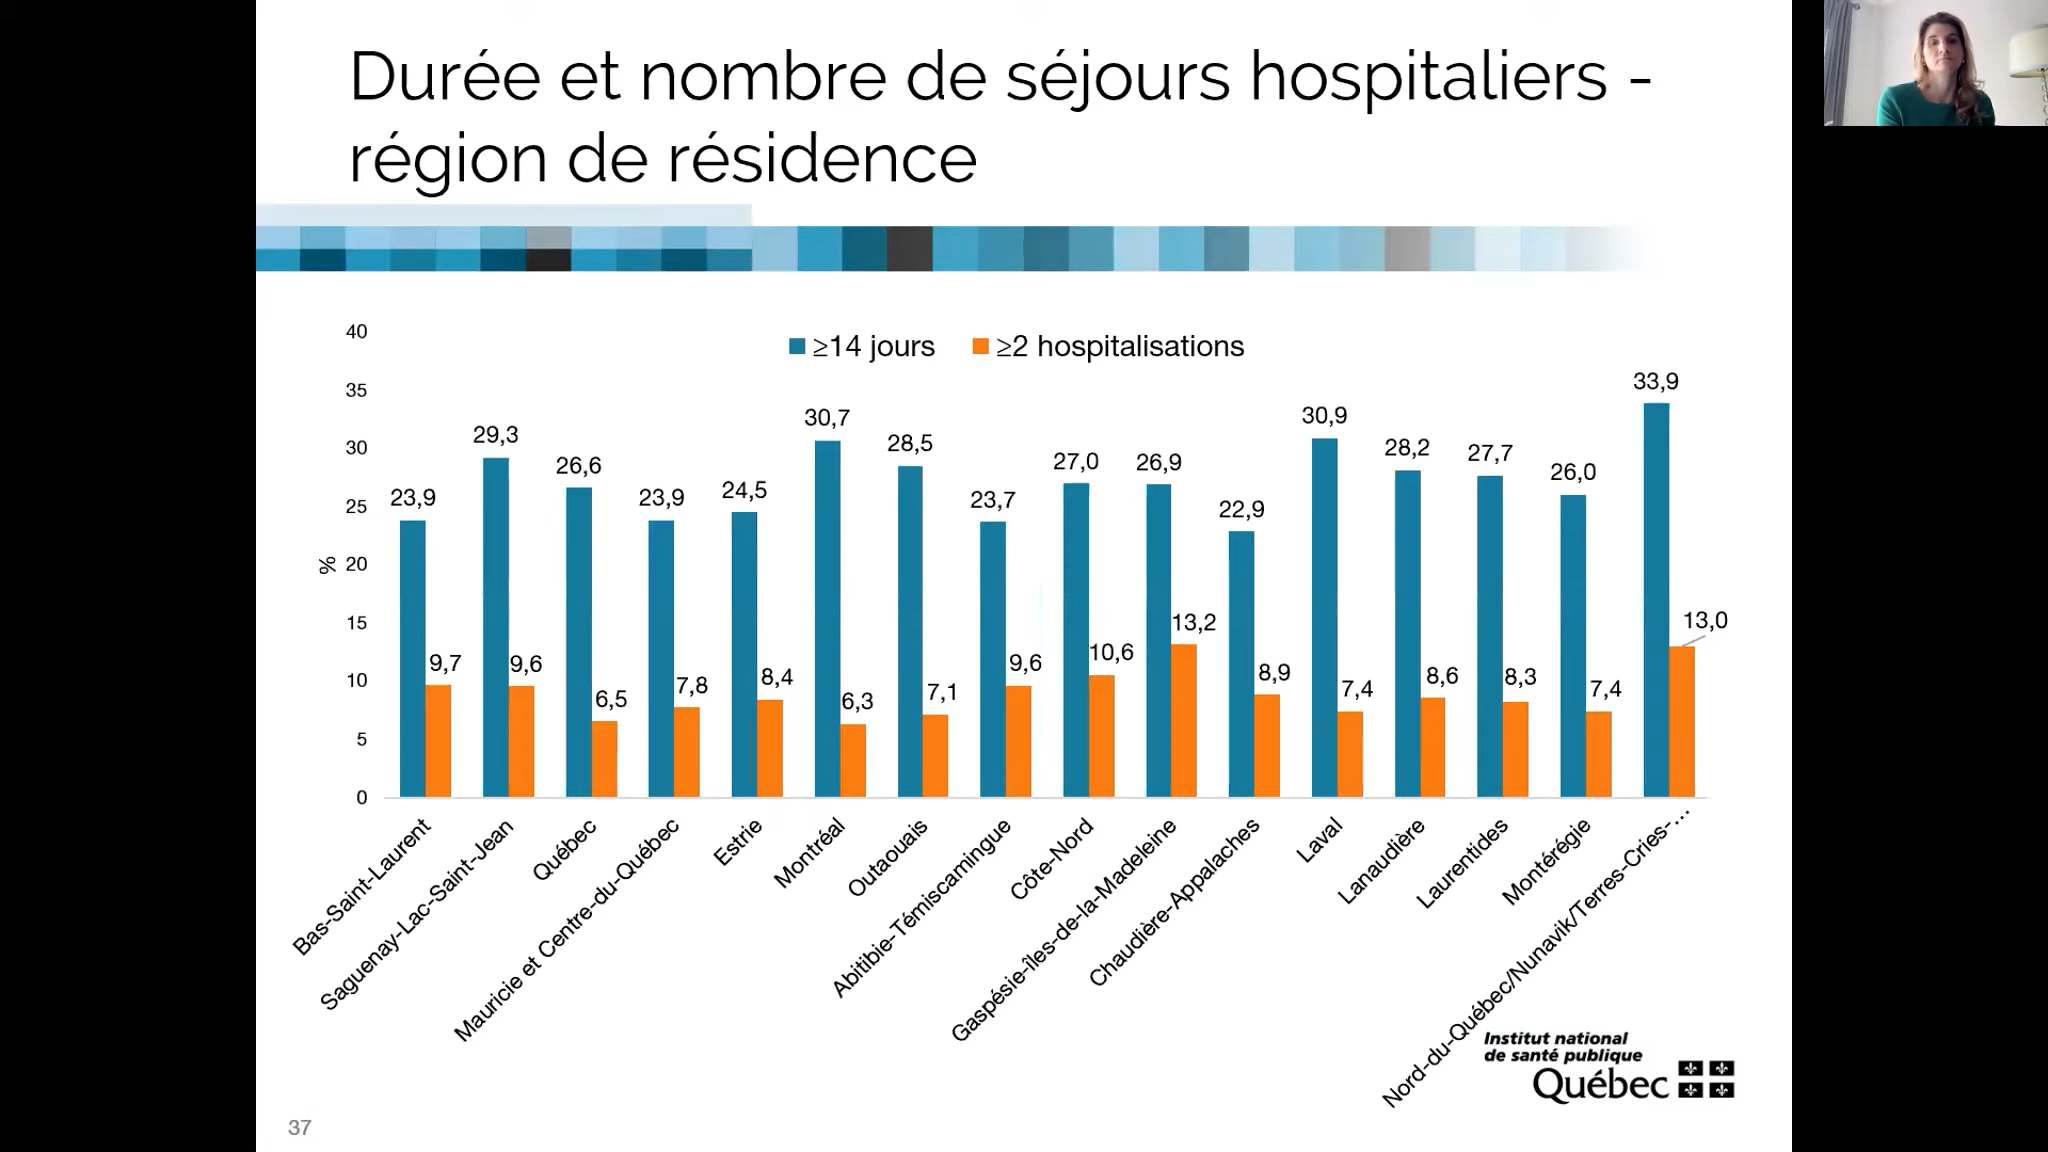 Durée et nombre de séjours hospitaliers -
région de résidence
≥14 jours
≥2 hospitalisations
%
40
35
30
25
20
15
10
5
0
23,9
9,7
29,3
9,6
26,6
6,5
23,9
7,8
24,5
8,4
30,7
6,3
28,5
7,1
23,7
9,6
27,0
10,6
26,9
13,2
22,9
8,9
30,9
7,4
28,2
8,6
27,7
8,3
26,0
7,4
33,9
13,0
Bas-Saint-Laurent
Saguenay-Lac-Saint-Jean
Québec
Mauricie et Centre-du-Québec
Estrie
Montréal
Outaouais
Abitibie-Témiscamingue
Côte-Nord
Gaspésie-îles-de-la-Madeleine
Chaudière-Appalaches
Laval
Lanaudière
Laurentides
Montérégie
Nord-du-Québec/Nunavik/Terres-Cries-...
Institut national
de santé publique
Québec
37